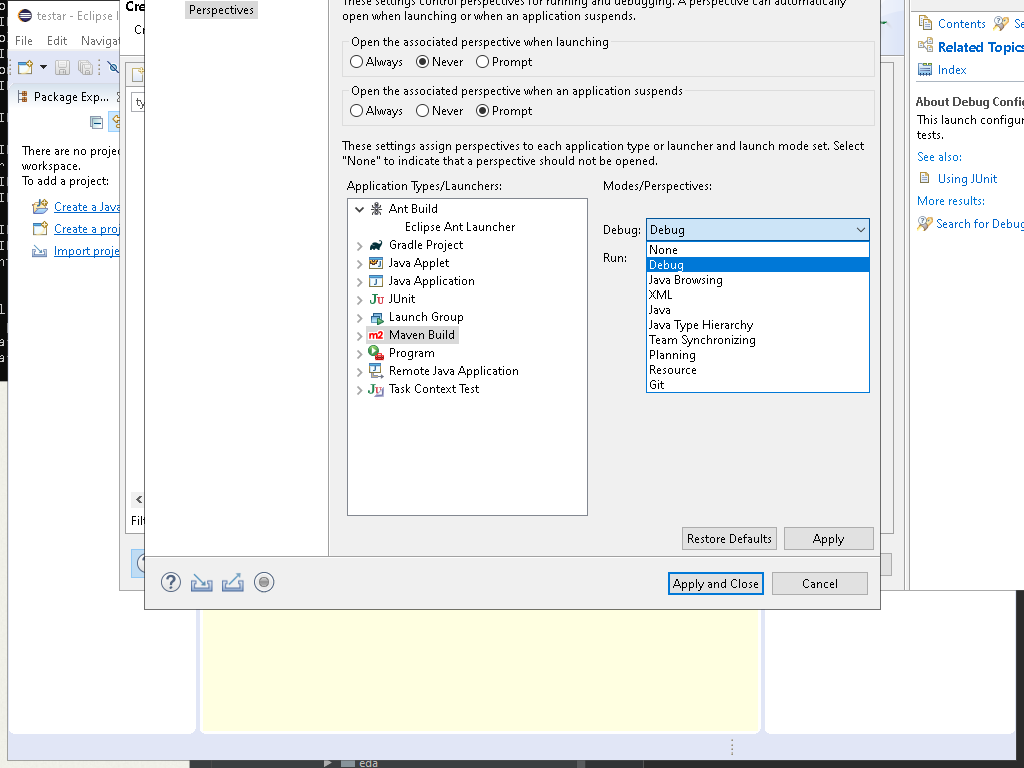 testar - Eclipse I
File Edit Navigat
Package Exp...
There are no projec
workspace.
To add a project:
Create a Java
Create a proj
Import proje
Cre
Perspectives
These settings control perspectives for running and debugging. A perspective can automatically
open when launching or when an application suspends.
Open the associated perspective when launching
Always Never Prompt
Open the associated perspective when an application suspends
Always Never Prompt
These settings assign perspectives to each application type or launcher and launch mode set. Select
"None" to indicate that a perspective should not be opened.
Application Types/Launchers:
Ant Build
Eclipse Ant Launcher
Gradle Project
Java Applet
Java Application
JUnit
Launch Group
m2 Maven Build
Program
Remote Java Application
Task Context Test
Modes/Perspectives:
Debug: Debug
Run:
None
Debug
Java Browsing
XML
Java
Java Type Hierarchy
Team Synchronizing
Planning
Resource
Git
Restore Defaults Apply
Apply and Close Cancel
Contents Se
Related Topics
Index
About Debug Config
This launch configur
tests.
See also:
Using JUnit
More results:
Search for Debug
eda